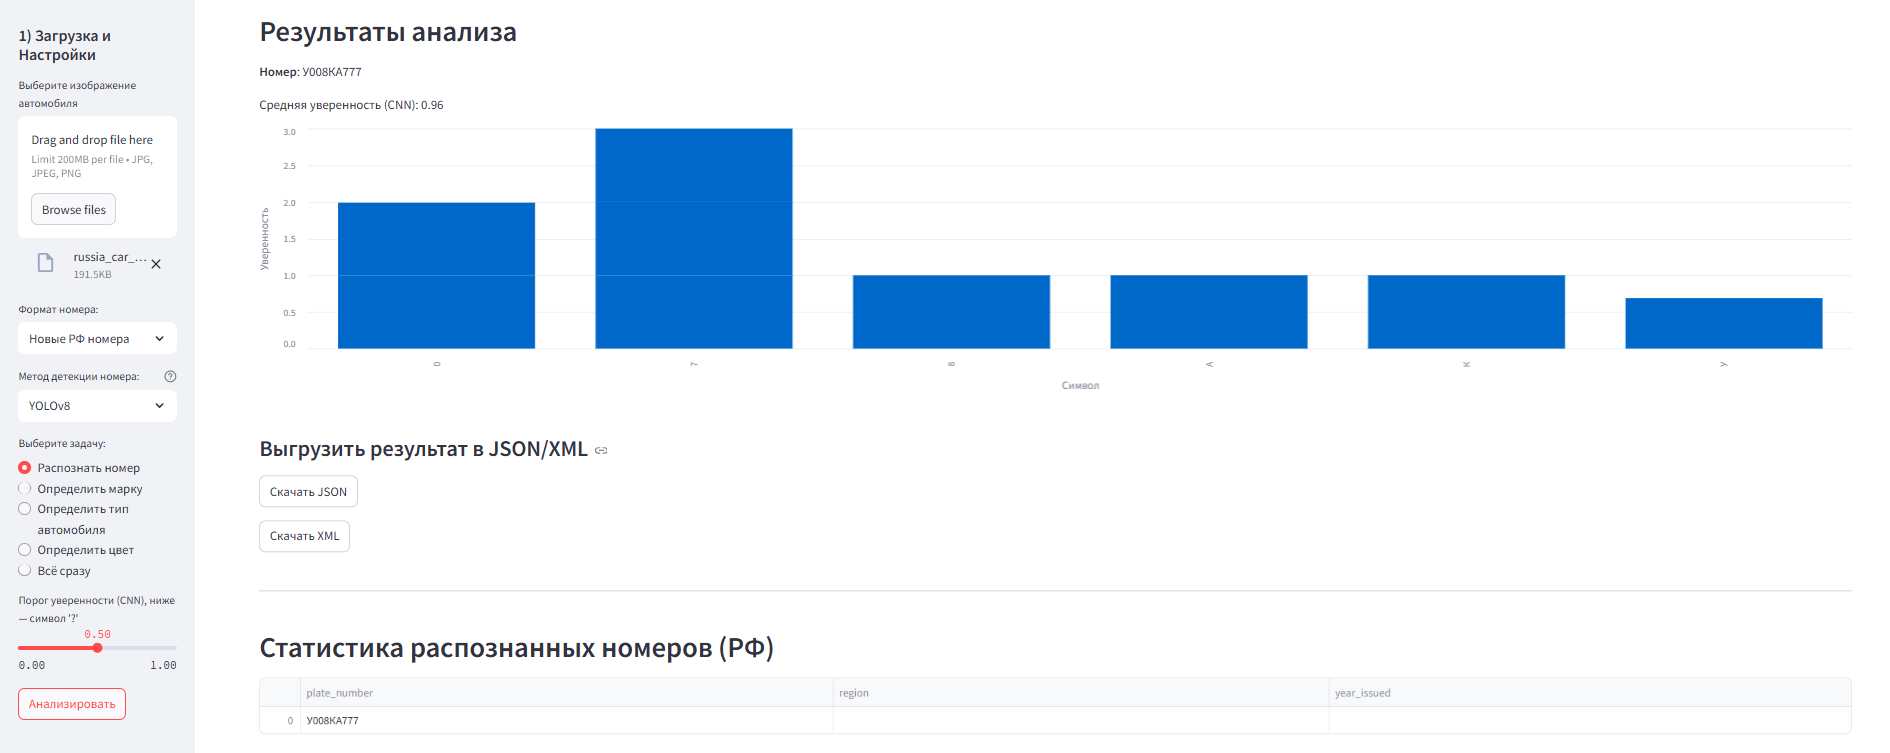 1) Загрузка и
Настройки
Выберите изображение
автомобиля
Drag and drop file here
Limit 200MB per file • JPG,
JPEG, PNG
Browse files
russia_car_...
191.5KB
Формат номера:
Новые РФ номера
Метод детекции номера:
YOLOv8
Выберите задачу:
Распознать номер
Определить марку
Определить тип
автомобиля
Определить цвет
Всё сразу
Порог уверенности (CNN), ниже
— символ '?'
0.50
0.00 1.00
Анализировать
Результаты анализа
Номер: У008КА777
Средняя уверенность (CNN): 0.96
Уверенность
3.0
2.5
2.0
1.5
1.0
0.5
0.0
0 7 8 А К У
Символ
Выгрузить результат в JSON/XML
Скачать JSON
Скачать XML
Статистика распознанных номеров (РФ)
plate_number region year_issued
0 У008КА777